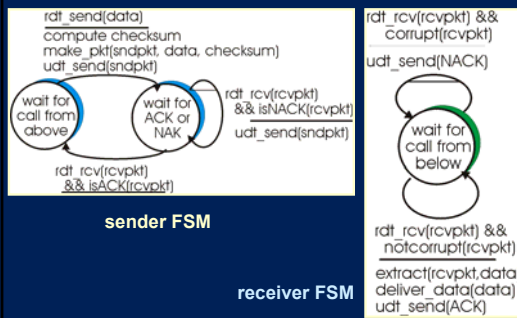 rdt_send(data)
compute checksum
make_pkt(sndpkt, data, checksum)
udt_send(sndpkt)
wait for
call from
above
wait for
ACK or
NAK
rdt_rcv(rcvpkt)
&& isNACK(rcvpkt)
udt_send(sndpkt)
rdt_rcv(rcvpkt)
&& isACK(rcvpkt)
sender FSM
rdt_rcv(rcvpkt) &&
corrupt(rcvpkt)
udt_send(NACK)
wait for
call from
below
rdt_rcv(rcvpkt) &&
notcorrupt(rcvpkt)
extract(rcvpkt,data
deliver_data(data)
udt_send(ACK)
receiver FSM